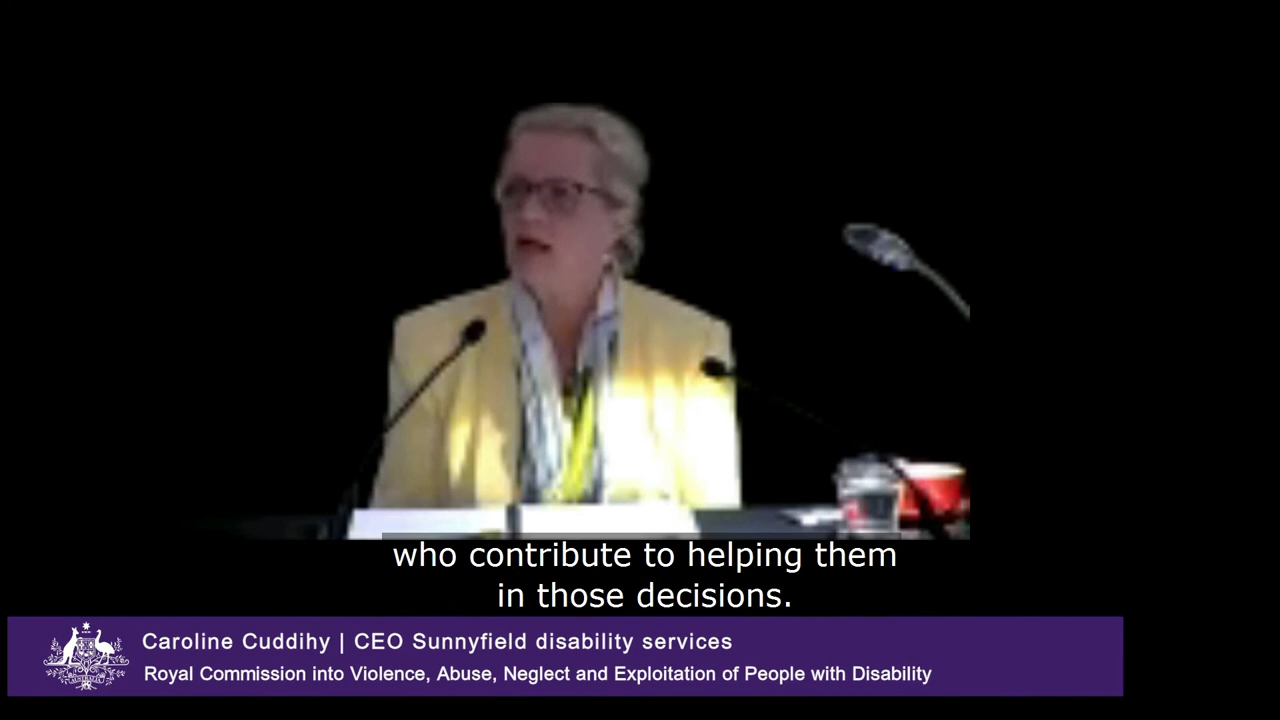 who contribute to helping them
in those decisions.
Caroline Cuddihy | CEO Sunnyfield disability services
Royal Commission into Violence, Abuse, Neglect and Exploitation of People with Disability